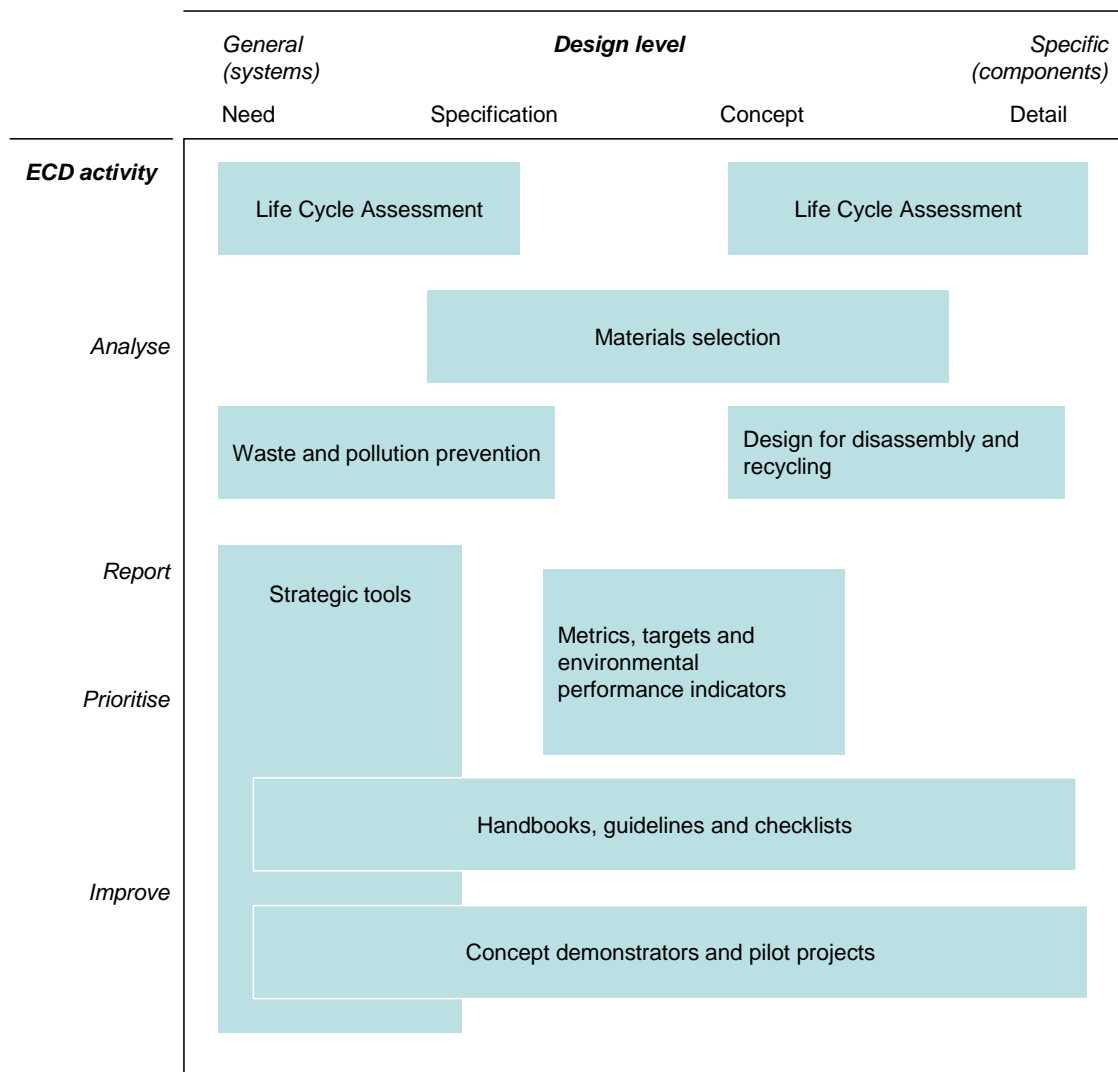 General
(systems)
Design level
Specific
(components)
Need
Specification
Concept
Detail
ECD activity
Life Cycle Assessment
Life Cycle Assessment
Analyse
Materials selection
Waste and pollution prevention
Design for disassembly and
recycling
Report
Strategic tools
Metrics, targets and
environmental
performance indicators
Prioritise
Handbooks, guidelines and checklists
Improve
Concept demonstrators and pilot projects